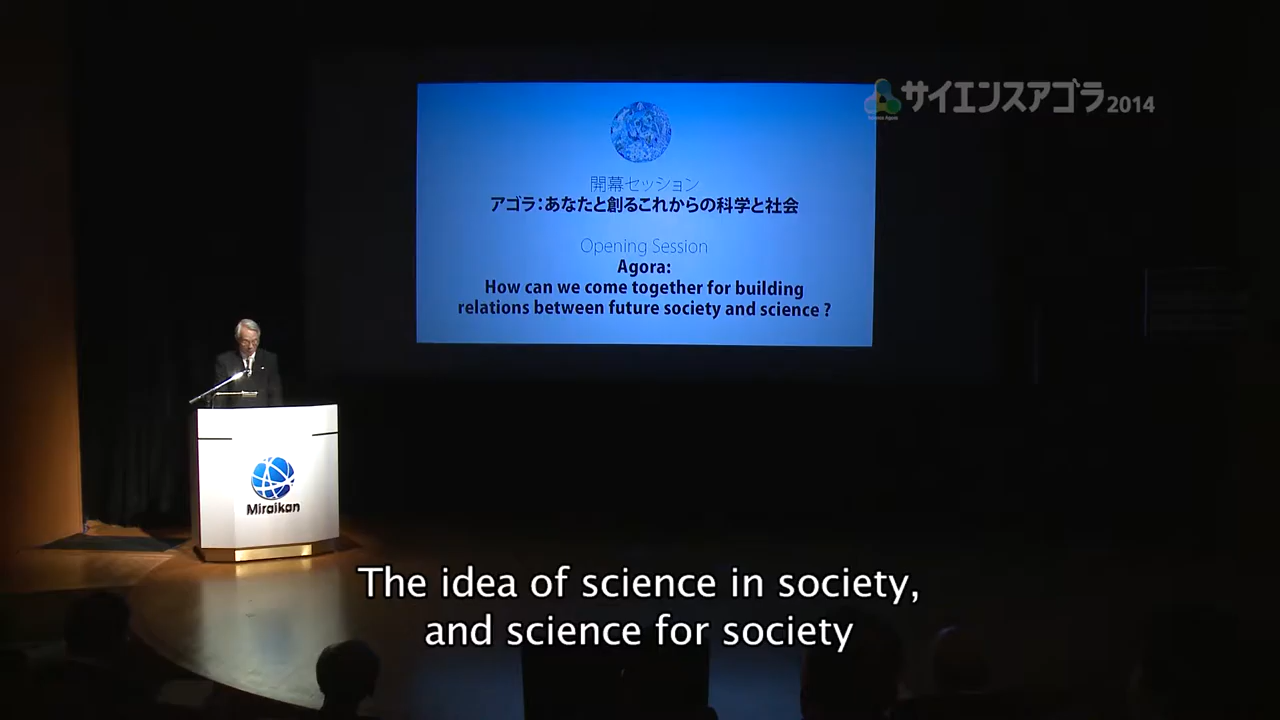 サイエンスアゴラ2014
Science Agora
開幕セッション
アゴラ：あなたと創るこれからの科学と社会
Opening Session
Agora:
How can we come together for building
relations between future society and science ?
Miraikan
The idea of science in society,
and science for society